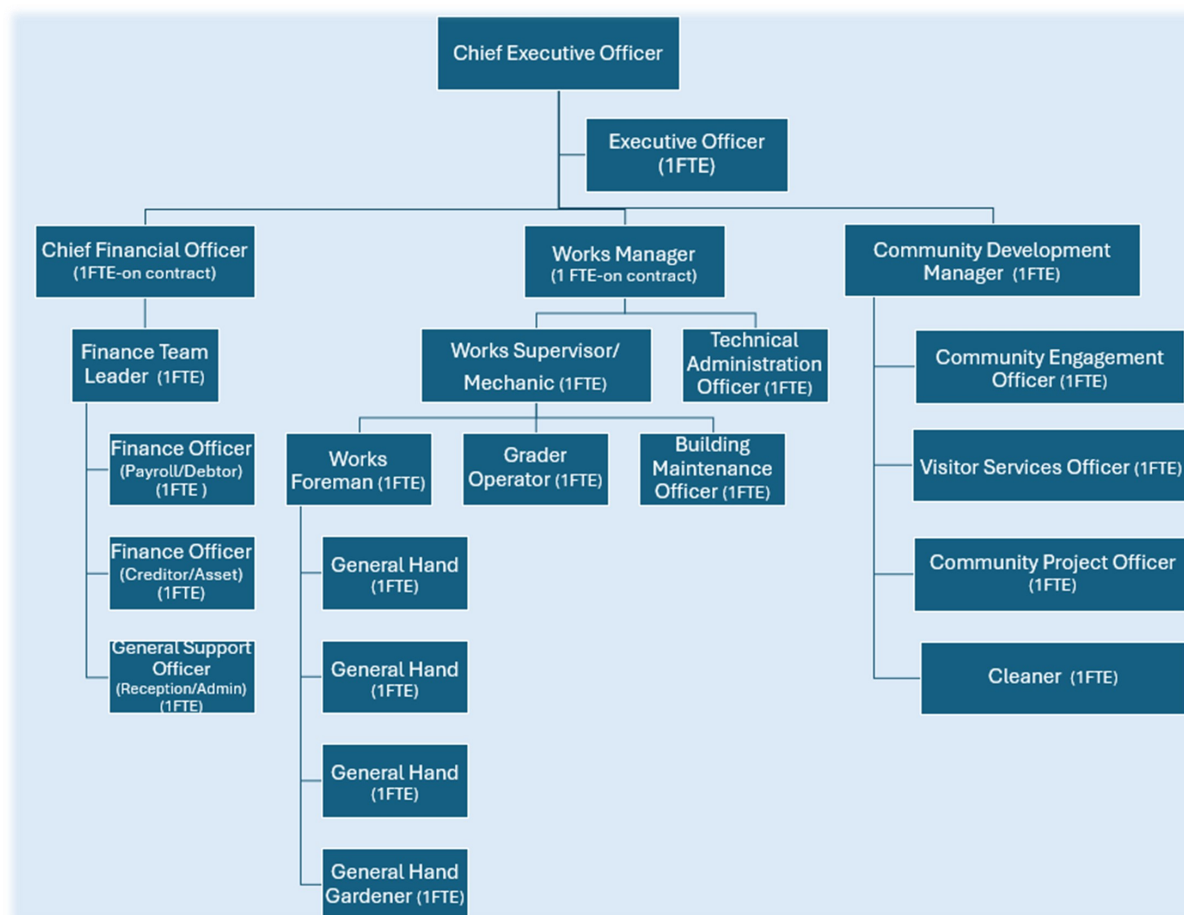 Chief Executive Officer
Executive Officer
(1FTE)
Chief Financial Officer
(1FTE-on contract)
Works Manager
(1 FTE-on contract)
Community Development
Manager (1FTE)
Finance Team
Leader (1FTE)
Works Supervisor/
Mechanic (1FTE)
Technical
Administration
Officer (1FTE)
Community Engagement
Officer (1FTE)
Finance Officer
(Payroll/Debtor)
(1FTE )
Works
Foreman (1FTE)
Grader
Operator (1FTE)
Building
Maintenance
Officer (1FTE)
Visitor Services Officer (1FTE)
Finance Officer
(Creditor/Asset)
(1FTE)
General Hand
(1FTE)
Community Project Officer
(1FTE)
General Support
Officer
(Reception/Admin)
(1FTE)
General Hand
(1FTE)
Cleaner (1FTE)
General Hand
(1FTE)
General Hand
Gardener (1FTE)